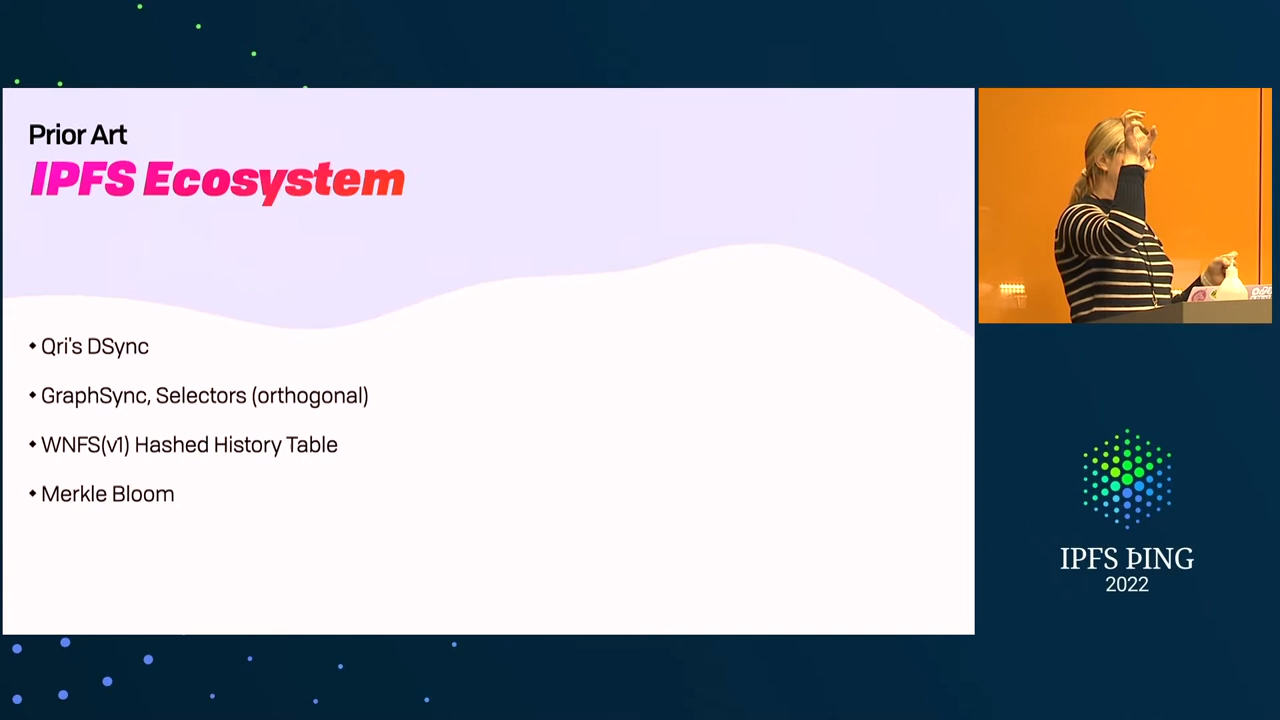 Prior Art
IPFS Ecosystem
• Qri's DSync
• GraphSync, Selectors (orthogonal)
• WNFS(v1) Hashed History Table
• Merkle Bloom
IPFS ÞING
2022